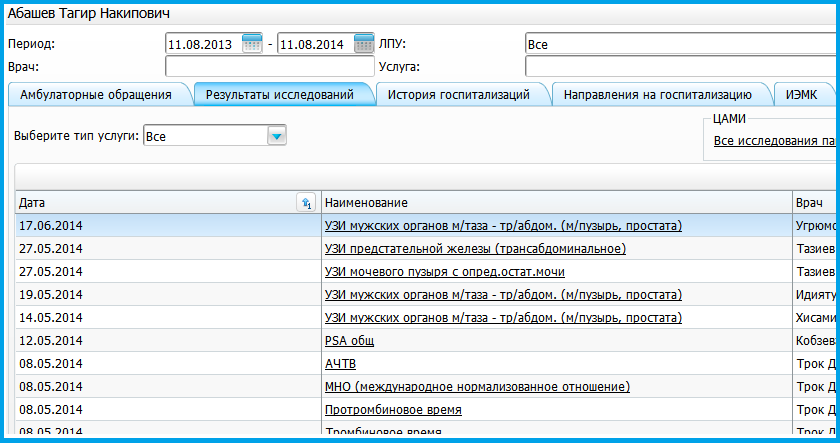 Абашев Тагир Накипович
Период: 11.08.2013 - 11.08.2014 ЛПУ: Все
Врач: Услуга:
Амбулаторные обращения Результаты исследований История госпитализаций Направления на госпитализацию ИЭМК
ЦАМИ
Выберите тип услуги: Все Все исследования па
Дата 1 Наименование Врач
17.06.2014 УЗИ мужских органов м/таза - тр/абдом. (м/пузырь, простата) Угрюмо
27.05.2014 УЗИ предстательной железы (трансабдоминальное) Тазиев
27.05.2014 УЗИ мочевого пузыря с опред.остат.мочи Тазиев
19.05.2014 УЗИ мужских органов м/таза - тр/абдом. (м/пузырь, простата) Идияту
14.05.2014 УЗИ мужских органов м/таза - тр/абдом. (м/пузырь, простата) Хисами
12.05.2014 PSA общ Кобзев
08.05.2014 АЧТВ Трок Д
08.05.2014 МНО (международное нормализованное отношение) Трок Д
08.05.2014 Протромбиновое время Трок Д
08.05.2014 Тромбиновое время Трок Д